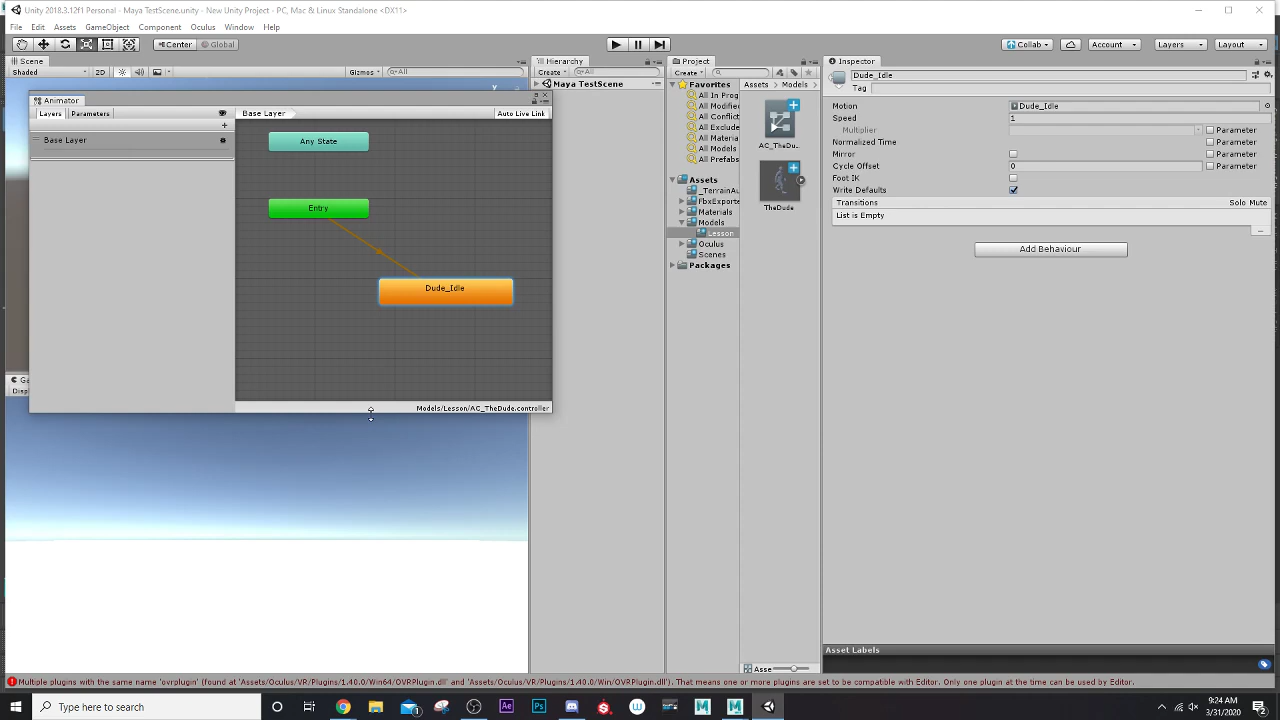 Unity 2018.3.12f1 Personal - Maya TestScene.unity - New Unity Project - PC, Mac & Linux Standalone <DX11>
File Edit Assets GameObject Component Oculus Window Help
Center Global
Collab Account Layers Layout
Scene
Shaded 2D Gizmos All
Animator
Layers Parameters
Base Layer Auto Live Link
Base Layer
Any State
Entry
Dude_Idle
Models/Lesson/AC_TheDude.controller
Hierarchy
Create All
Maya TestScene
Project
Create
Favorites
All In Prog
All Modifier
All Conflict
All Exclude
All Materia
All Models
All Prefabs
Assets
_TerrainAu
FbxExporte
Materials
Models
Lesson
Oculus
Scenes
Packages
Assets Models
AC_TheDu...
TheDude
Asse
Inspector
Dude_Idle
Tag
Motion Dude_Idle
Speed 1
Multiplier Parameter
Normalized Time Parameter
Mirror Parameter
Cycle Offset 0 Parameter
Foot IK
Write Defaults
Transitions Solo Mute
List is Empty
Add Behaviour
Asset Labels
Multiple plugins with the same name 'ovrplugin' (found at 'Assets/Oculus/VR/Plugins/1.40.0/Win64/OVRPlugin.dll' and 'Assets/Oculus/VR/Plugins/1.40.0/Win/OVRPlugin.dll'). That means one or more plugins are set to be compatible with Editor. Only one plugin at the time can be used by Editor.
Type here to search
9:24 AM
3/31/2020